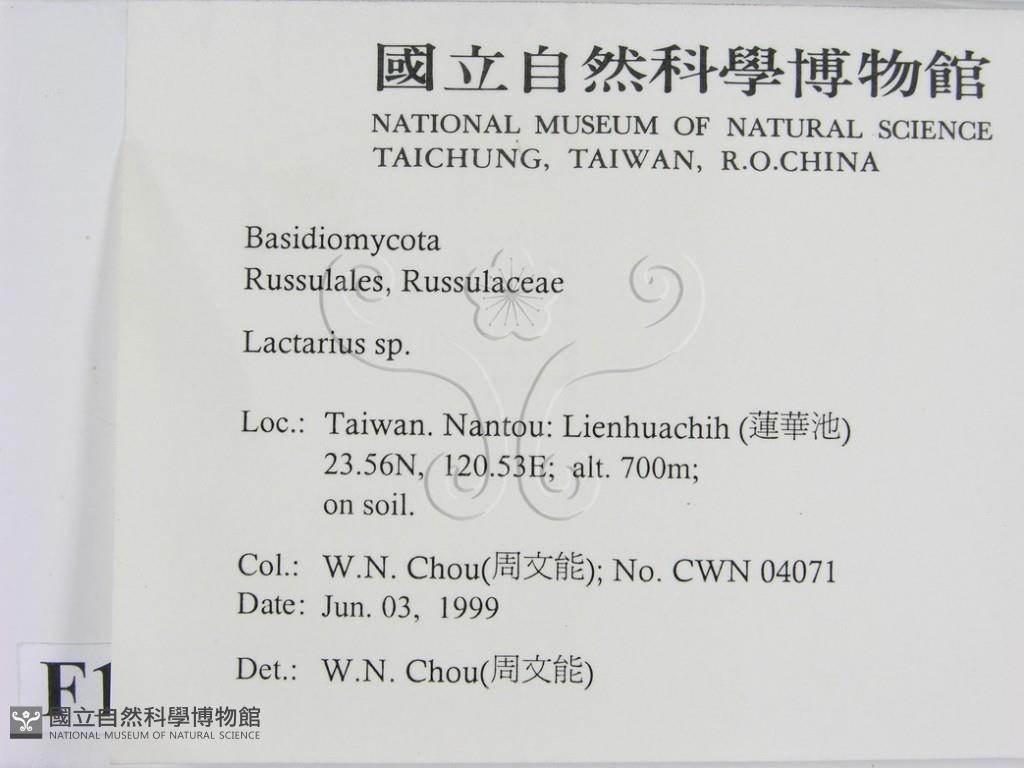 國立自然科學博物館
NATIONAL MUSEUM OF NATURAL SCIENCE
TAICHUNG, TAIWAN, R.O.CHINA
Basidiomycota
Russulales, Russulaceae
Lactarius sp.
Loc.: Taiwan. Nantou: Lienhuachih (蓮華池)
23.56N, 120.53E; alt. 700m;
on soil.
Col.: W.N. Chou(周文能); No. CWN 04071
Date: Jun. 03, 1999
Det.: W.N. Chou(周文能)
F1
國立自然科學博物館
NATIONAL MUSEUM OF NATURAL SCIENCE